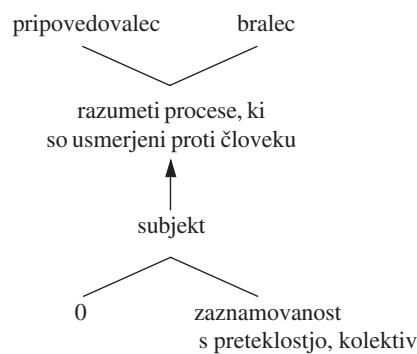 pripovedovalec bralec
razumeti procese, ki
so usmerjeni proti človeku
subjekt
0 zaznamovanost
s preteklostjo, kolektiv